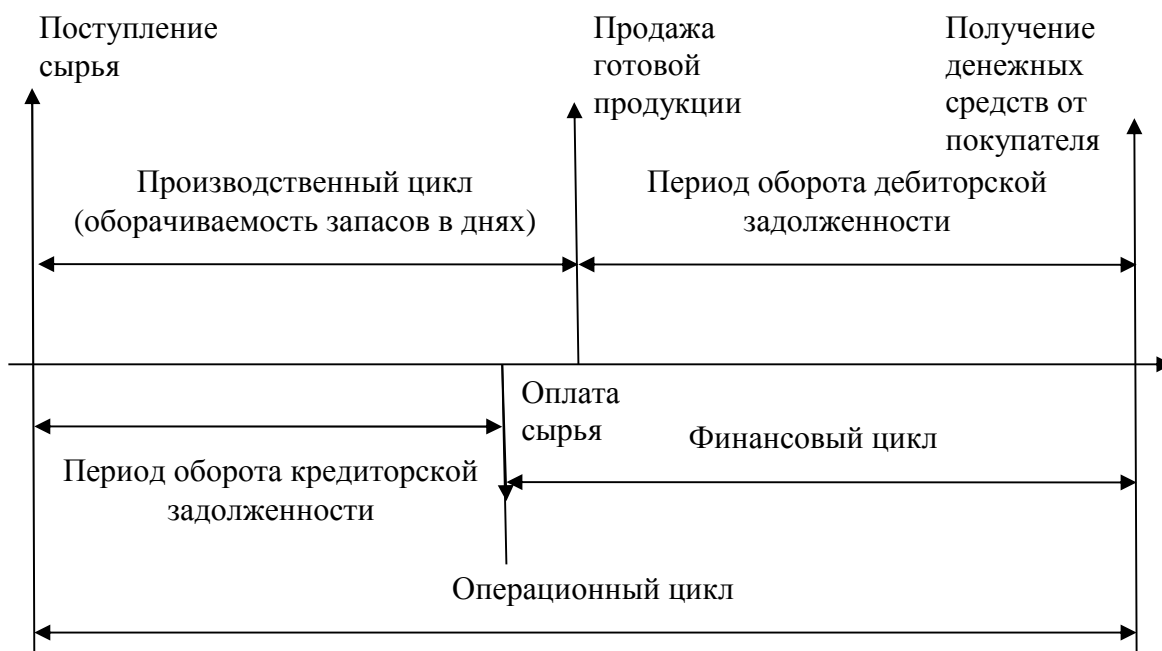 Поступление
сырья
Продажа
готовой
продукции
Получение
денежных
средств от
покупателя
Производственный цикл
(оборачиваемость запасов в днях)
Период оборота дебиторской
задолженности
Оплата
сырья
Финансовый цикл
Период оборота кредиторской
задолженности
Операционный цикл